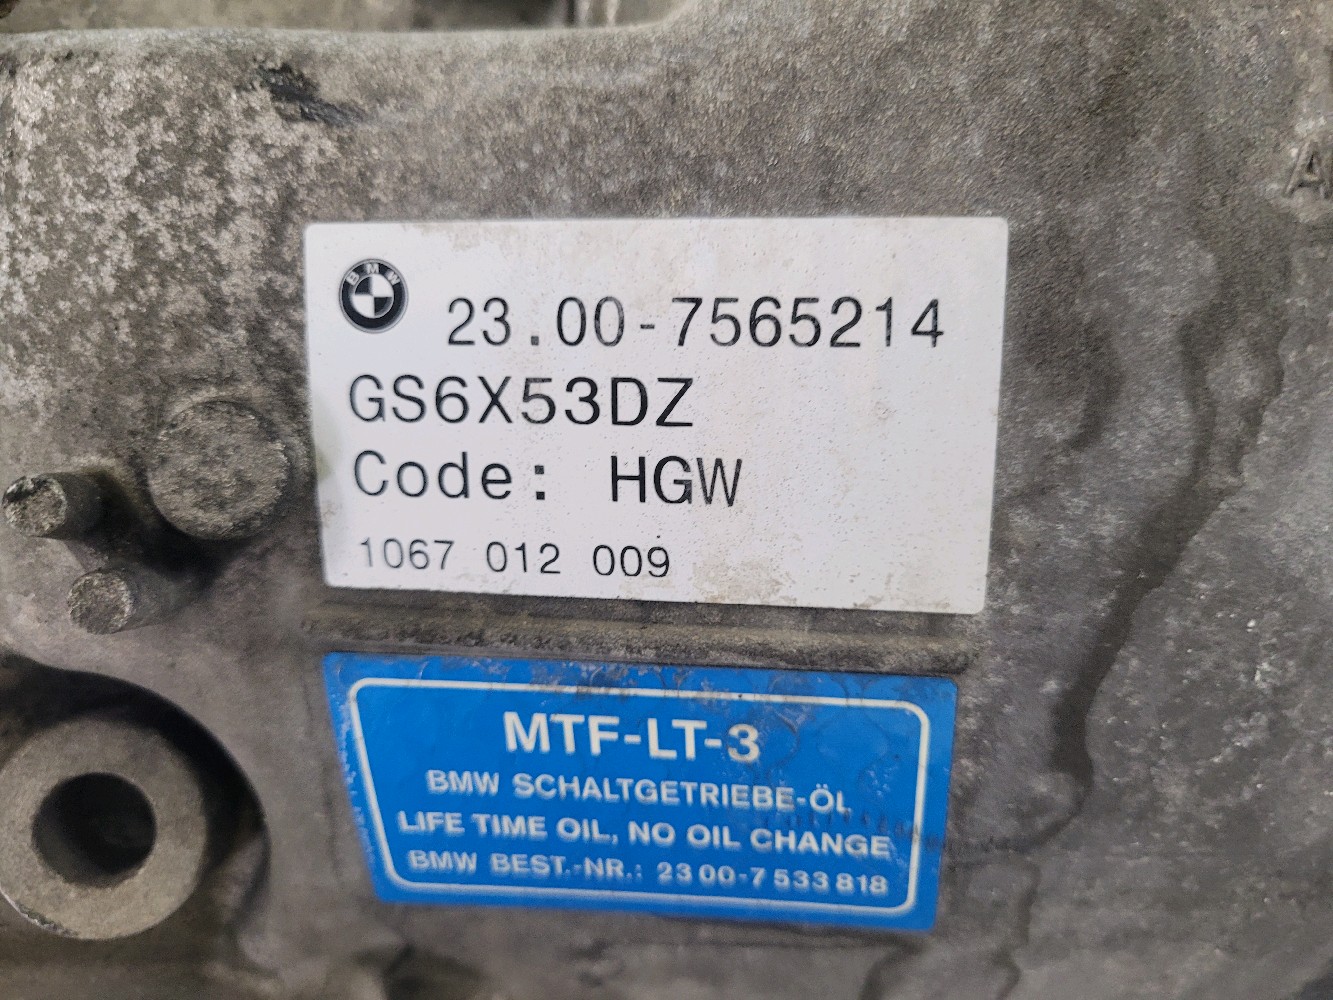 BMW
23.00-7565214
GS6X53DZ
Code: HGW
1067 012 009
MTF-LT-3
BMW SCHALTGETRIEBE-ÖL
LIFE TIME OIL, NO OIL CHANGE
BMW BEST.-NR.: 23 00-7 533 818
A